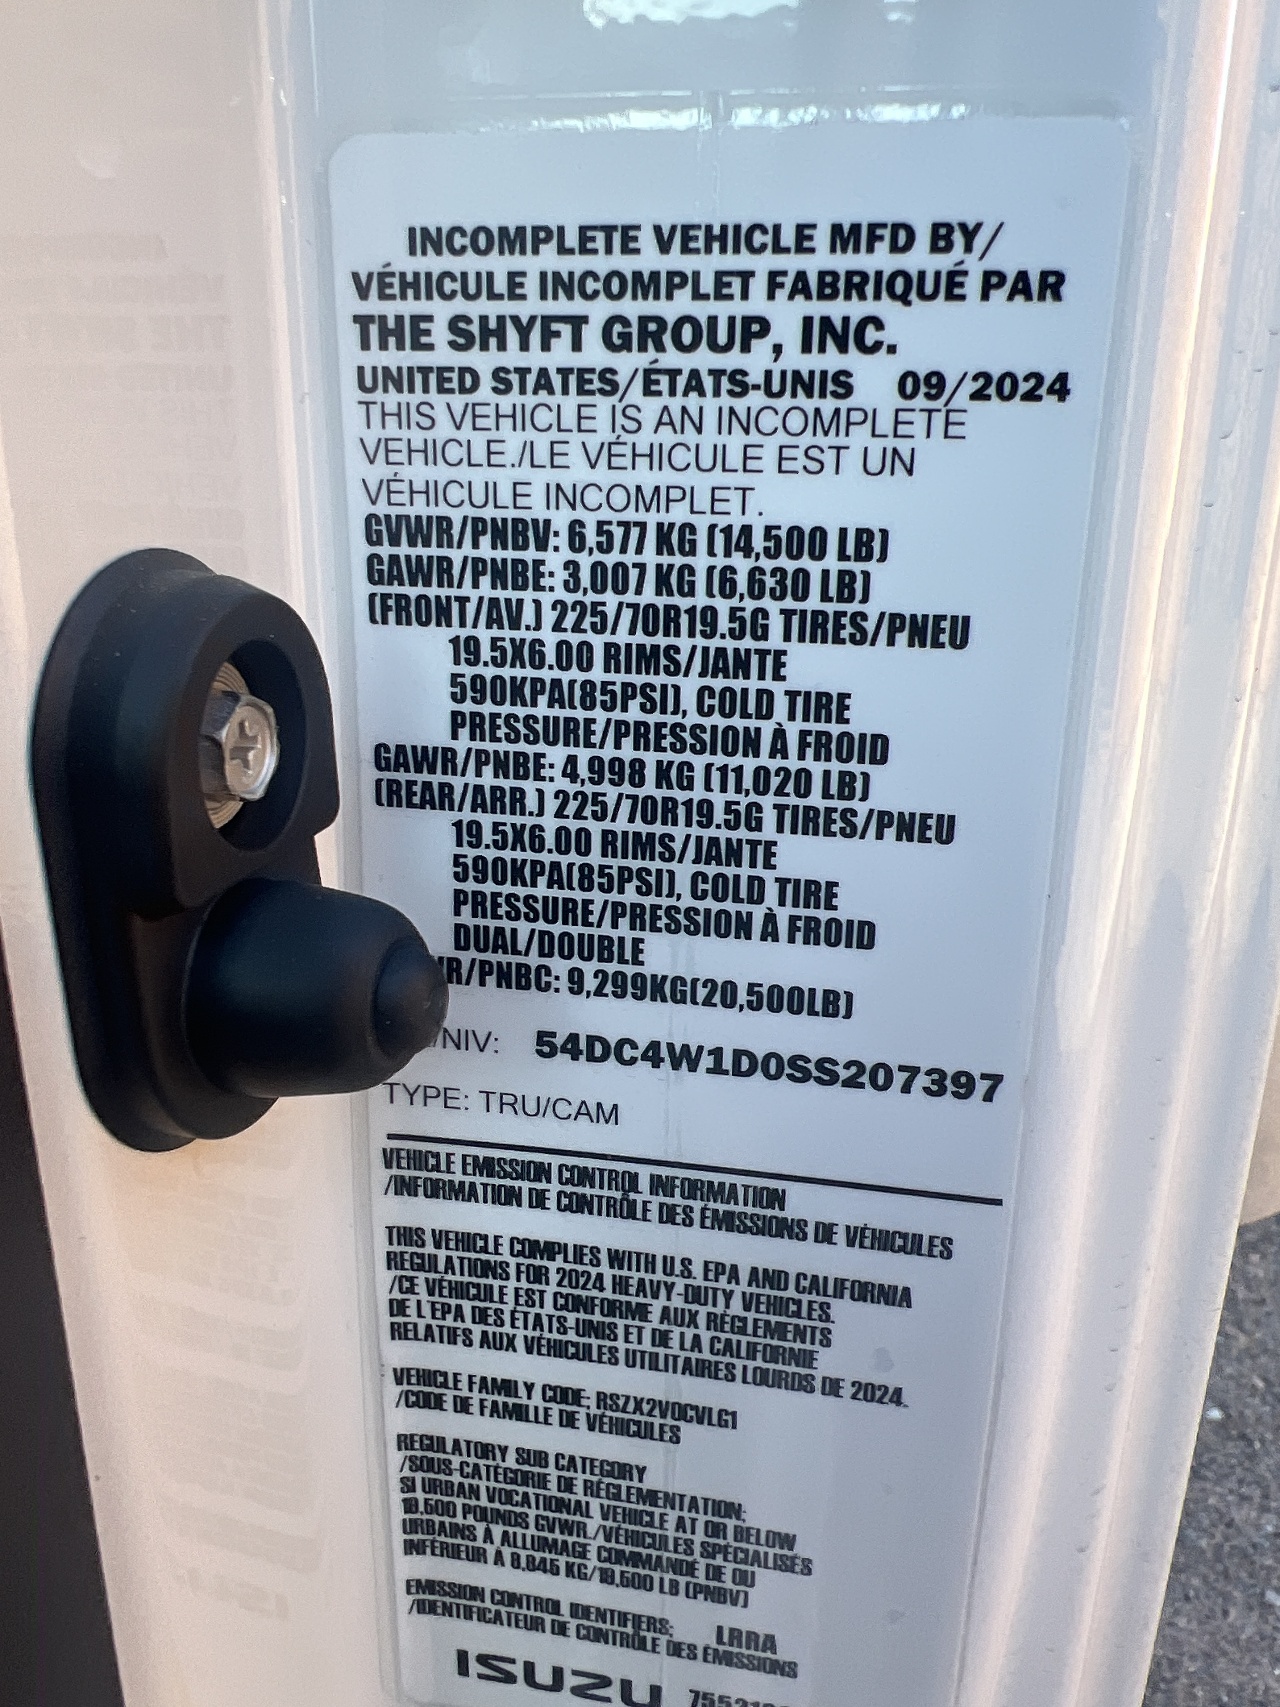 INCOMPLETE VEHICLE MFD BY/
VÉHICULE INCOMPLET FABRIQUÉ PAR
THE SHYFT GROUP, INC.
UNITED STATES/ÉTATS-UNIS 09/2024
THIS VEHICLE IS AN INCOMPLETE
VEHICLE./LE VÉHICULE EST UN
VÉHICULE INCOMPLET.
GVWR/PNBV: 6,577 KG (14,500 LB)
GAWR/PNBE: 3,007 KG (6,630 LB)
(FRONT/AV.) 225/70R19.5G TIRES/PNEU
19.5X6.00 RIMS/JANTE
590KPA(85PSI), COLD TIRE
PRESSURE/PRESSION À FROID
GAWR/PNBE: 4,998 KG (11,020 LB)
(REAR/ARR.) 225/70R19.5G TIRES/PNEU
19.5X6.00 RIMS/JANTE
590KPA(85PSI), COLD TIRE
PRESSURE/PRESSION À FROID
DUAL/DOUBLE
R/PNBC: 9,299KG(20,500LB)
/NIV: 54DC4W1D0SS207397
TYPE: TRU/CAM
VEHICLE EMISSION CONTROL INFORMATION
/INFORMATION DE CONTRÔLE DES ÉMISSIONS DE VÉHICULES
THIS VEHICLE COMPLIES WITH U.S. EPA AND CALIFORNIA
REGULATIONS FOR 2024 HEAVY-DUTY VEHICLES.
/CE VÉHICULE EST CONFORME AUX RÈGLEMENTS
DE L'EPA DES ÉTATS-UNIS ET DE LA CALIFORNIE
RELATIFS AUX VÉHICULES UTILITAIRES LOURDS DE 2024.
VEHICLE FAMILY CODE; RSZX2VOCVLG1
/CODE DE FAMILLE DE VÉHICULES
REGULATORY SUB CATEGORY
/SOUS-CATÉGORIE DE RÉGLEMENTATION;
SI URBAN VOCATIONAL VEHICLE AT OR BELOW
19,500 POUNDS GVWR./VÉHICULES SPÉCIALISÉS
URBAINS À ALLUMAGE COMMANDÉ DE OU
INFÉRIEUR À 8,845 KG/19,500 LB (PNBV)
EMISSION CONTROL IDENTIFIERS; LRRA
/IDENTIFICATEUR DE CONTRÔLE DES ÉMISSIONS
ISUZU